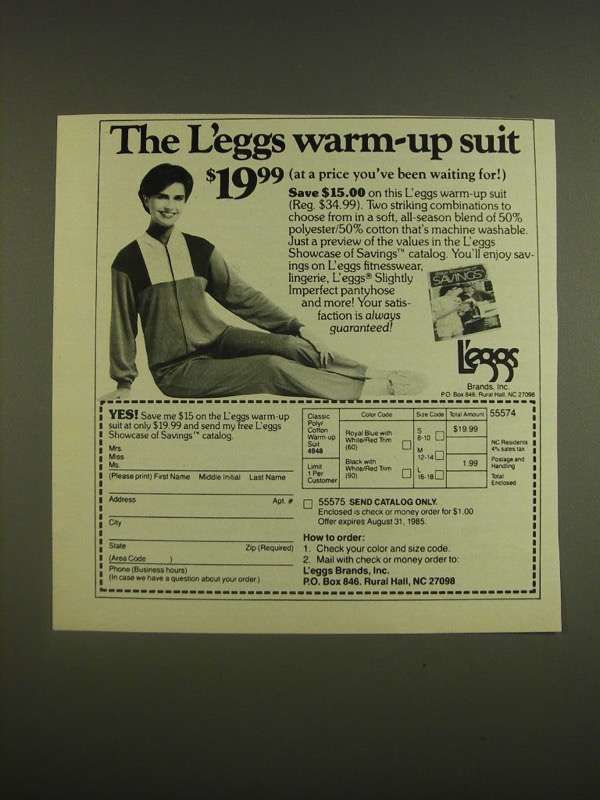 The L'eggs warm-up suit
$19.99 (at a price you've been waiting for!)
Save $15.00 on this L'eggs warm-up suit
(Reg. $34.99). Two striking combinations to
choose from in a soft, all-season blend of 50%
polyester/50% cotton that's machine washable.
Just a preview of the values in the L'eggs
Showcase of Savings™ catalog. You'll enjoy sav-
ings on L'eggs fitnesswear,
lingerie, L'eggs® Slightly
Imperfect pantyhose
and more! Your satis-
faction is always
guaranteed!
SAVINGS
L'eggs
Brands, Inc.
P.O. Box 846, Rural Hall, NC 27098
YES! Save me $15 on the L'eggs warm-up
suit at only $19.99 and send my free L'eggs
Showcase of Savings™ catalog.
Mrs.
Miss
Ms.
(Please print) First Name Middle Initial Last Name
Address Apt. #
City
State Zip (Required)
(Area Code )
Phone (Business hours)
(In case we have a question about your order.)
Classic
Poly/
Cotton
Warm-up
Suit
4848
Limit
1 Per
Customer
Color Code
Royal Blue with
White/Red Trim
(60)
Black with
White/Red Trim
(90)
Size Code
S
8-10
M
12-14
L
16-18
Total Amount
$19.99
1.99
55574
NC Residents
4% sales tax
Postage and
Handling
Total
Enclosed
55575 SEND CATALOG ONLY.
Enclosed is check or money order for $1.00
Offer expires August 31, 1985.
How to order:
1. Check your color and size code.
2. Mail with check or money order to:
L'eggs Brands, Inc.
P.O. Box 846, Rural Hall, NC 27098